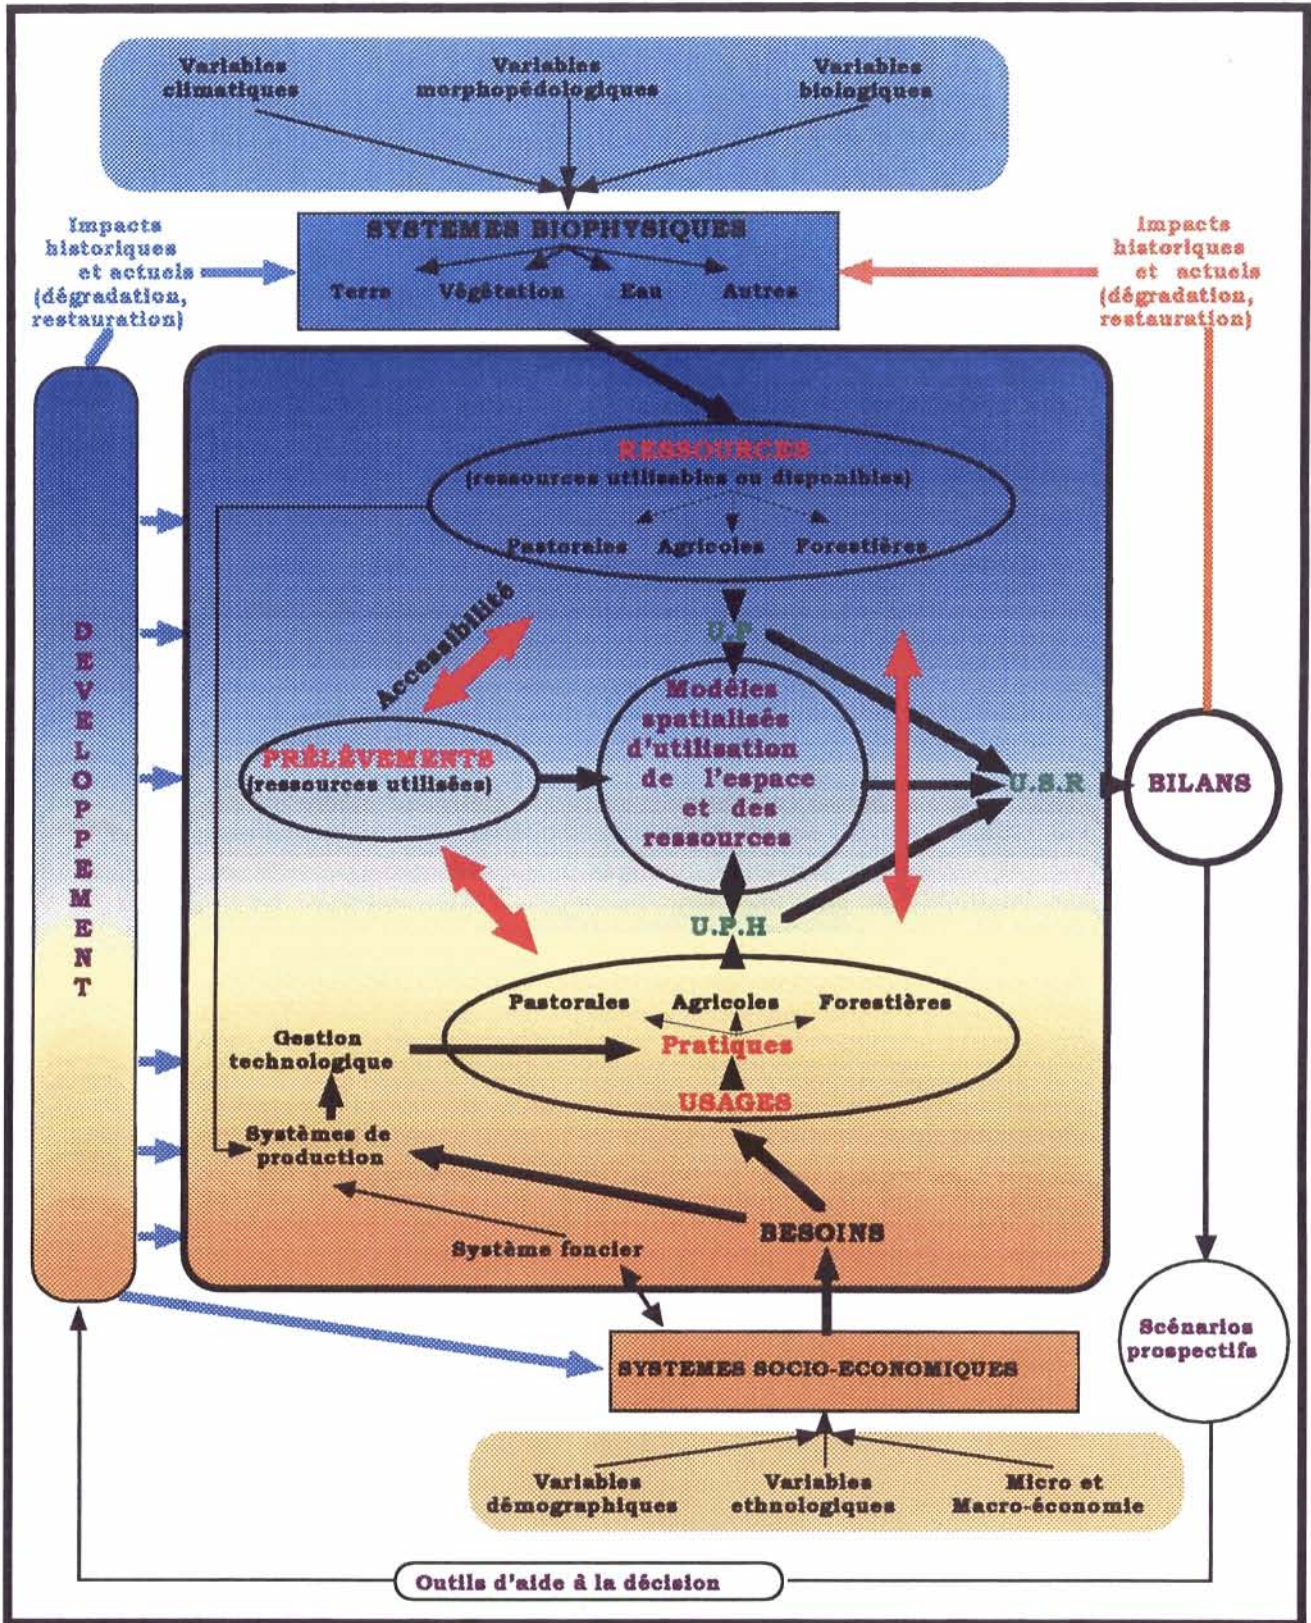 Variables
climatiques
Variables
morphopédologiques
Variables
biologiques
SYSTEMES BIOPHYSIQUES
Terre
Végétation
Eau
Autres
Impacts
historiques
et actuels
(dégradation,
restauration)
Impacts
historiques
et actuels
(dégradation,
restauration)
RESSOURCES
(ressources utilisables ou disponibles)
Pastorales
Agricoles
Forestières
Accessibilité
U.P
DEVELOPPEMENT
PRÉLÈVEMENTS
(ressources utilisées)
Modèles
spatialisés
d'utilisation
de l'espace
et des
ressources
U.S.R
BILANS
U.P.H
Pastorales
Agricoles
Forestières
Pratiques
USAGES
Gestion
technologique
Systèmes de
production
BESOINS
Système foncier
SYSTEMES SOCIO-ECONOMIQUES
Scénarios
prospectifs
Variables
démographiques
Variables
ethnologiques
Micro et
Macro-économie
Outils d'aide à la décision